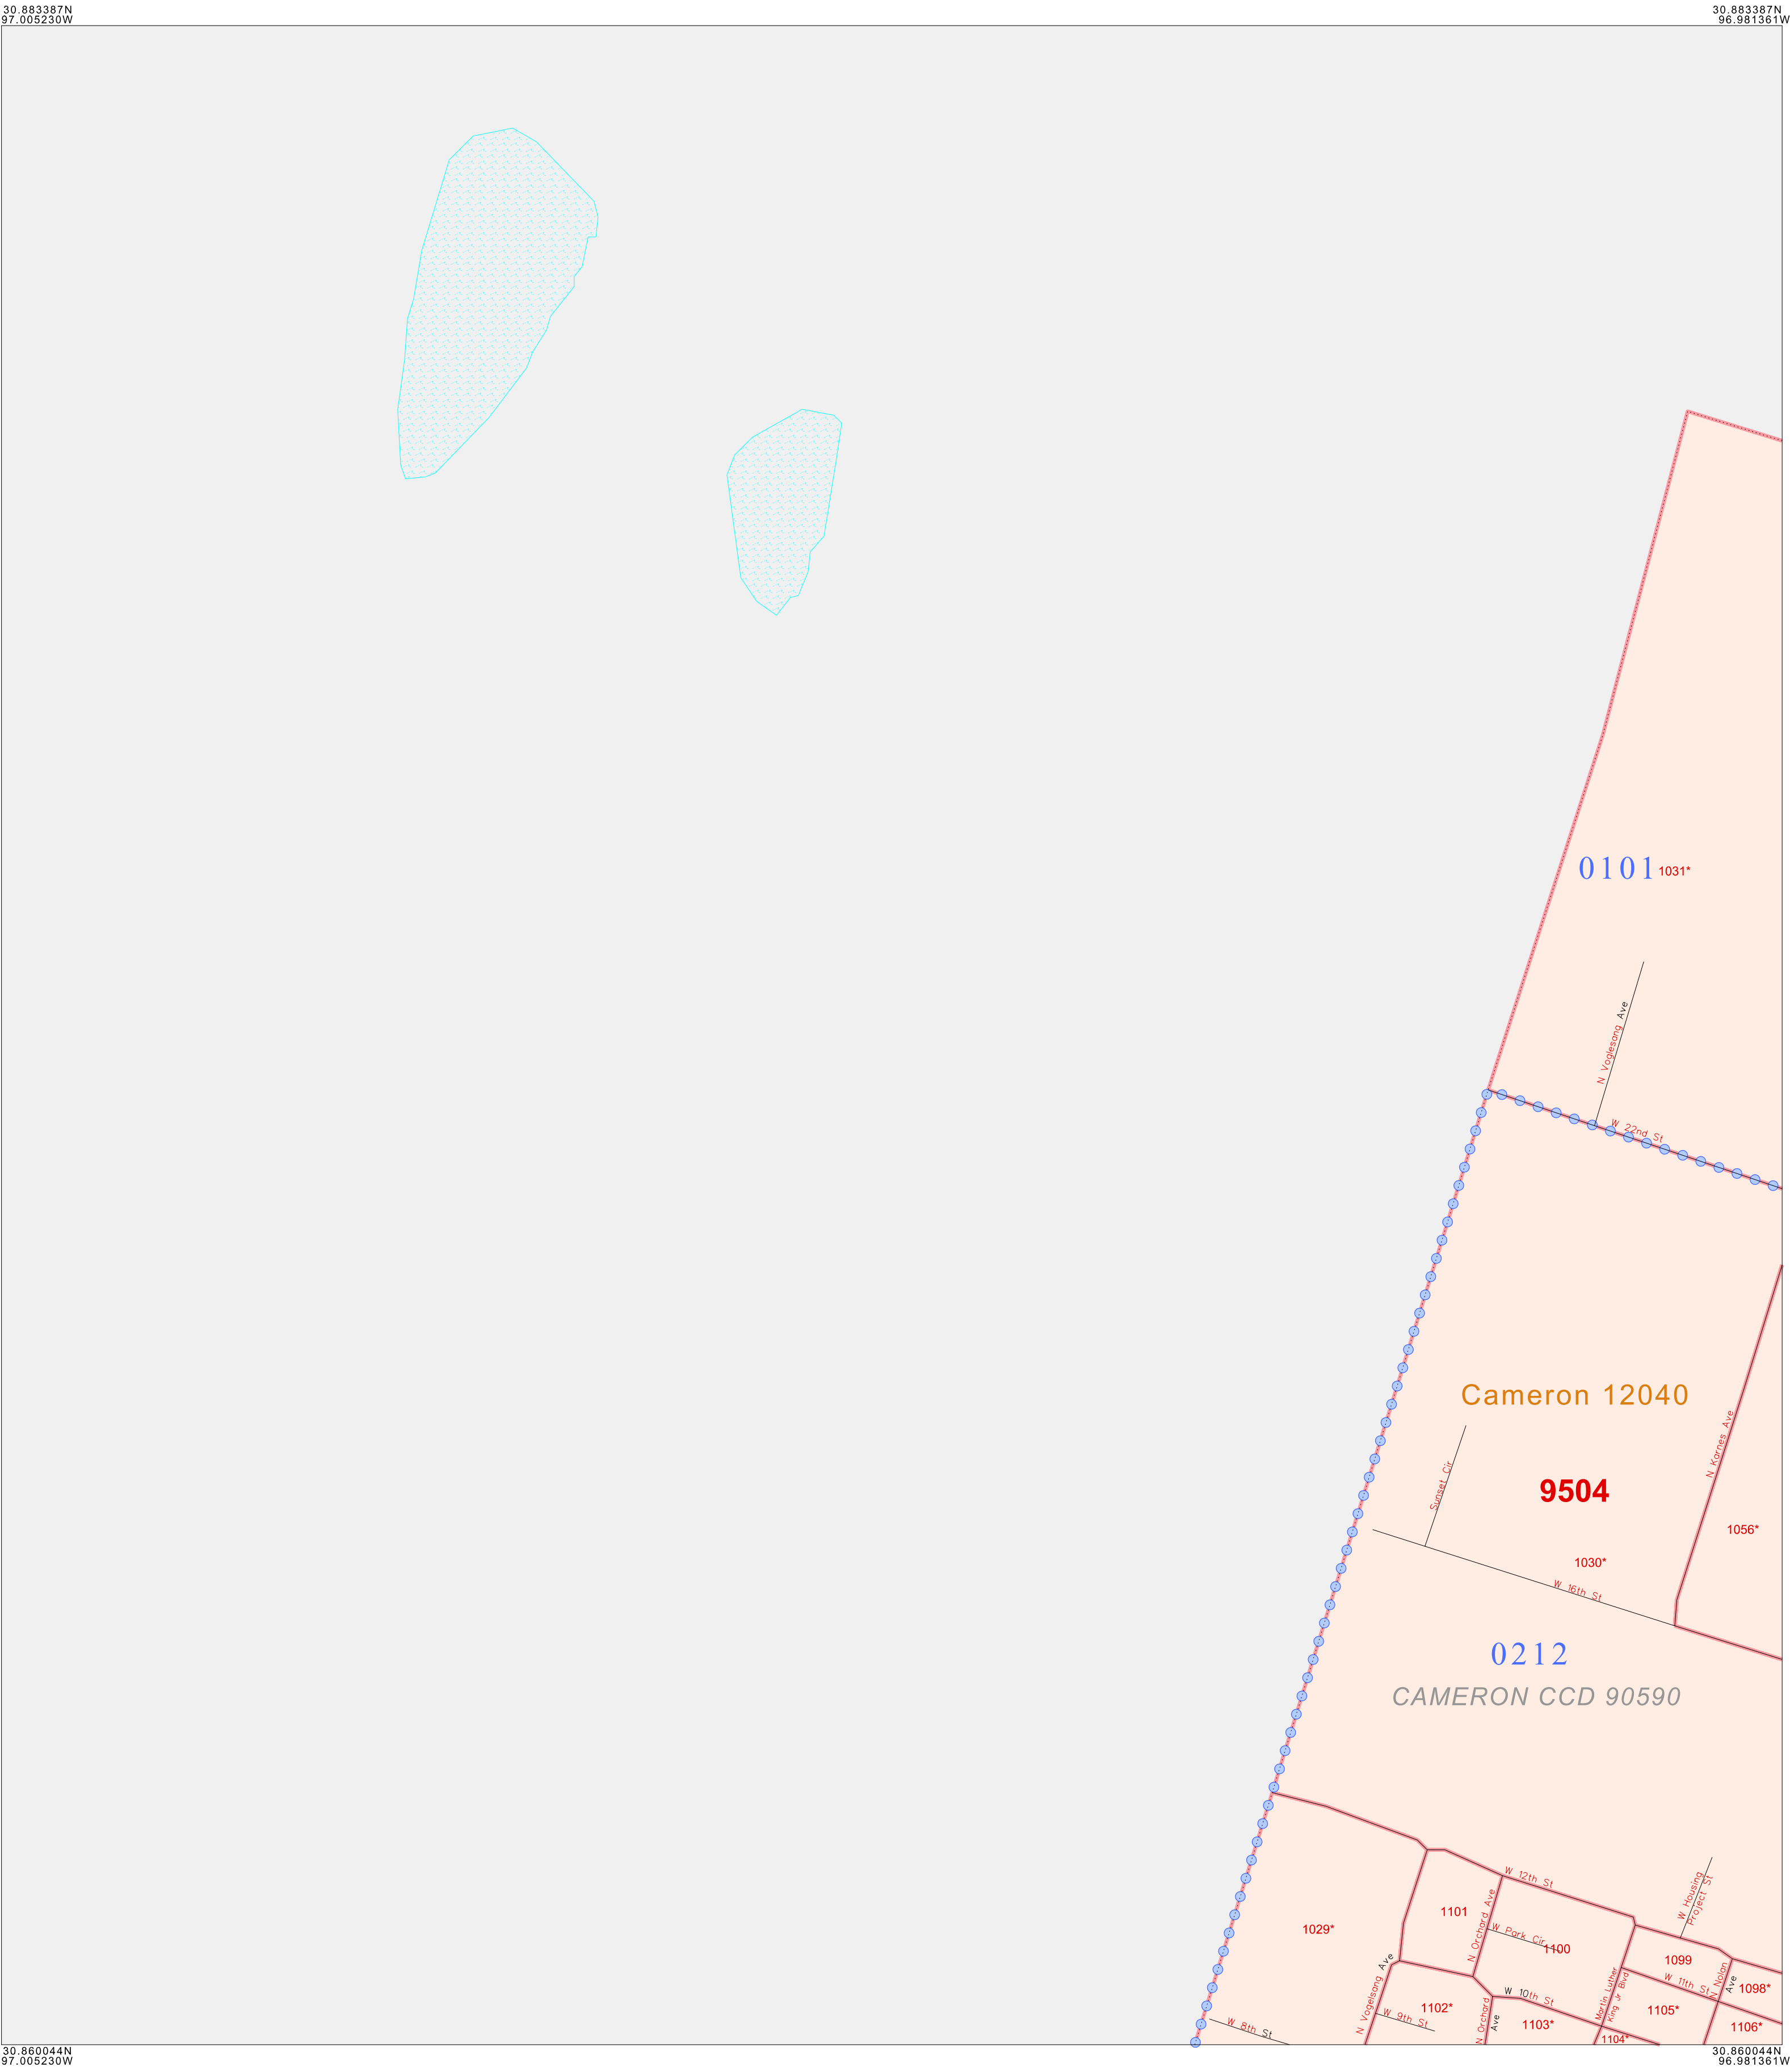 30.883387N
97.005230W
30.883387N
96.981361W
0101
1031*
N Voglesang Ave
W 22nd St
Cameron 12040
N Karnes Ave
Sunset Cir
9504
1056*
1030*
W 16th St
0212
CAMERON CCD 90590
W 12th St
W Housing
Project St
1101
N Orchard Ave
1029*
W Park Cir
1100
1099
N Vogelsang Ave
Martin Luther
King Jr Blvd
W 11th St
N Nolan
Ave
1098*
W 10th St
1102*
1105*
W 9th St
N Orchard
Ave
1103*
1106*
W 8th St
1104*
30.860044N
97.005230W
30.860044N
96.981361W